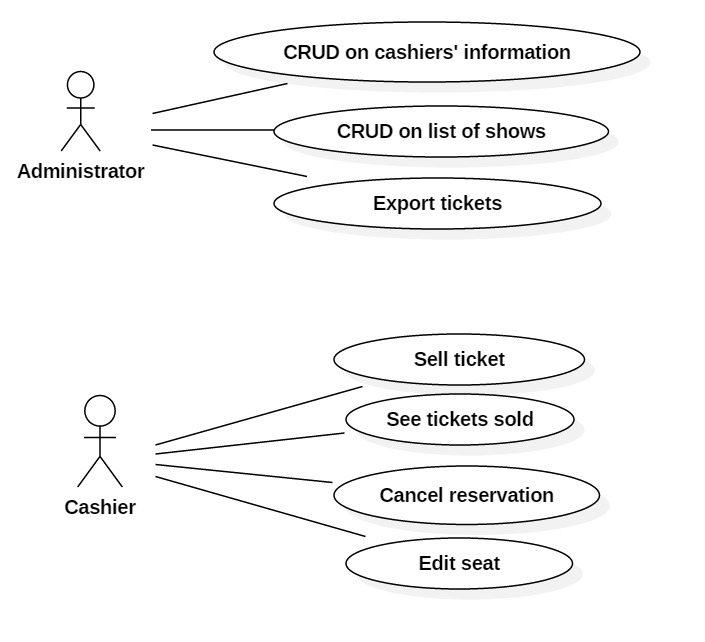 CRUD on cashiers' information
CRUD on list of shows
Administrator
Export tickets
Sell ticket
See tickets sold
Cancel reservation
Cashier
Edit seat